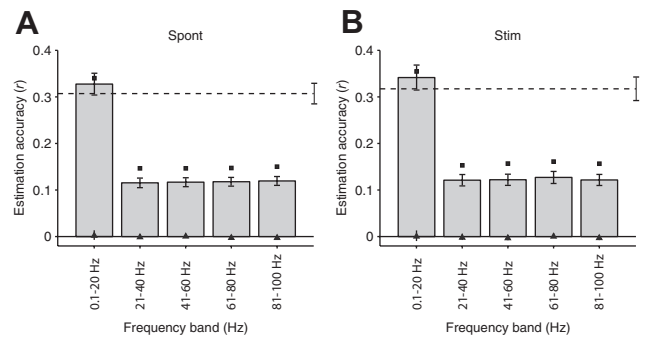 A
Spont
Estimation accuracy (r)
0.4
0.3
0.2
0.1
0
0.1-20 Hz
21-40 Hz
41-60 Hz
61-80 Hz
81-100 Hz
Frequency band (Hz)
B
Stim
Estimation accuracy (r)
0.4
0.3
0.2
0.1
0
0.1-20 Hz
21-40 Hz
41-60 Hz
61-80 Hz
81-100 Hz
Frequency band (Hz)